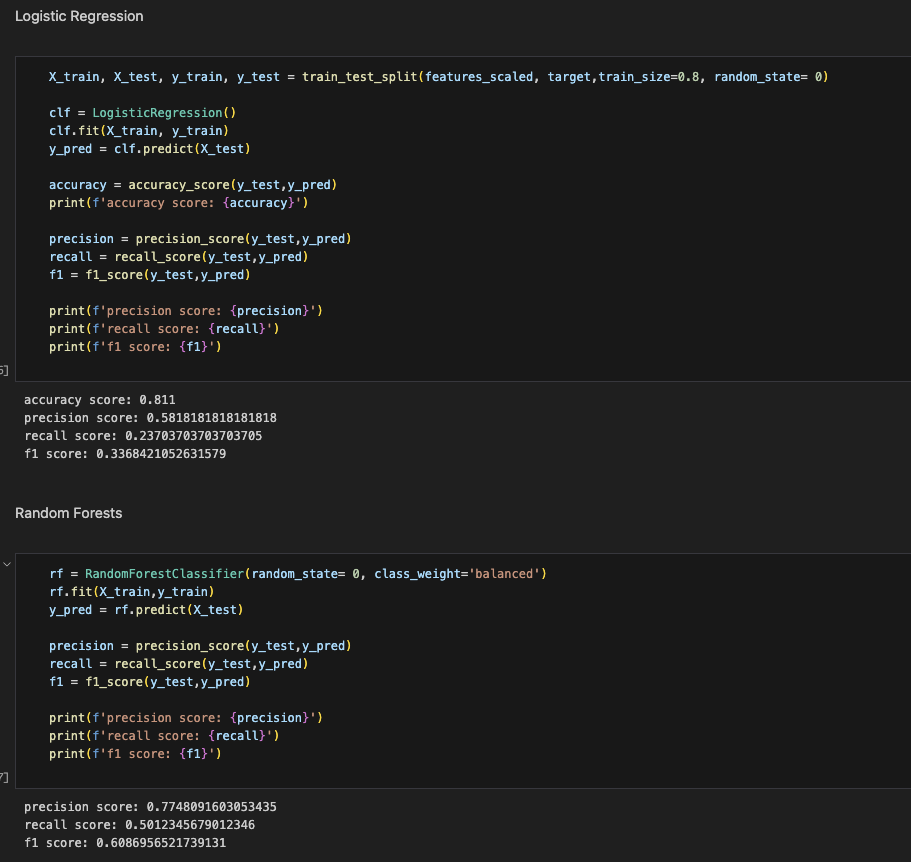 Logistic Regression
X_train, X_test, y_train, y_test = train_test_split(features_scaled, target,train_size=0.8, random_state= 0)
clf = LogisticRegression()
clf.fit(X_train, y_train)
y_pred = clf.predict(X_test)
accuracy = accuracy_score(y_test,y_pred)
print(f'accuracy score: {accuracy}')
precision = precision_score(y_test,y_pred)
recall = recall_score(y_test,y_pred)
f1 = f1_score(y_test,y_pred)
print(f'precision score: {precision}')
print(f'recall score: {recall}')
print(f'f1 score: {f1}')
accuracy score: 0.811
precision score: 0.5818181818181818
recall score: 0.23703703703703705
f1 score: 0.3368421052631579
Random Forests
rf = RandomForestClassifier(random_state= 0, class_weight='balanced')
rf.fit(X_train,y_train)
y_pred = rf.predict(X_test)
precision = precision_score(y_test,y_pred)
recall = recall_score(y_test,y_pred)
f1 = f1_score(y_test,y_pred)
print(f'precision score: {precision}')
print(f'recall score: {recall}')
print(f'f1 score: {f1}')
precision score: 0.7748091603053435
recall score: 0.5012345679012346
f1 score: 0.6086956521739131